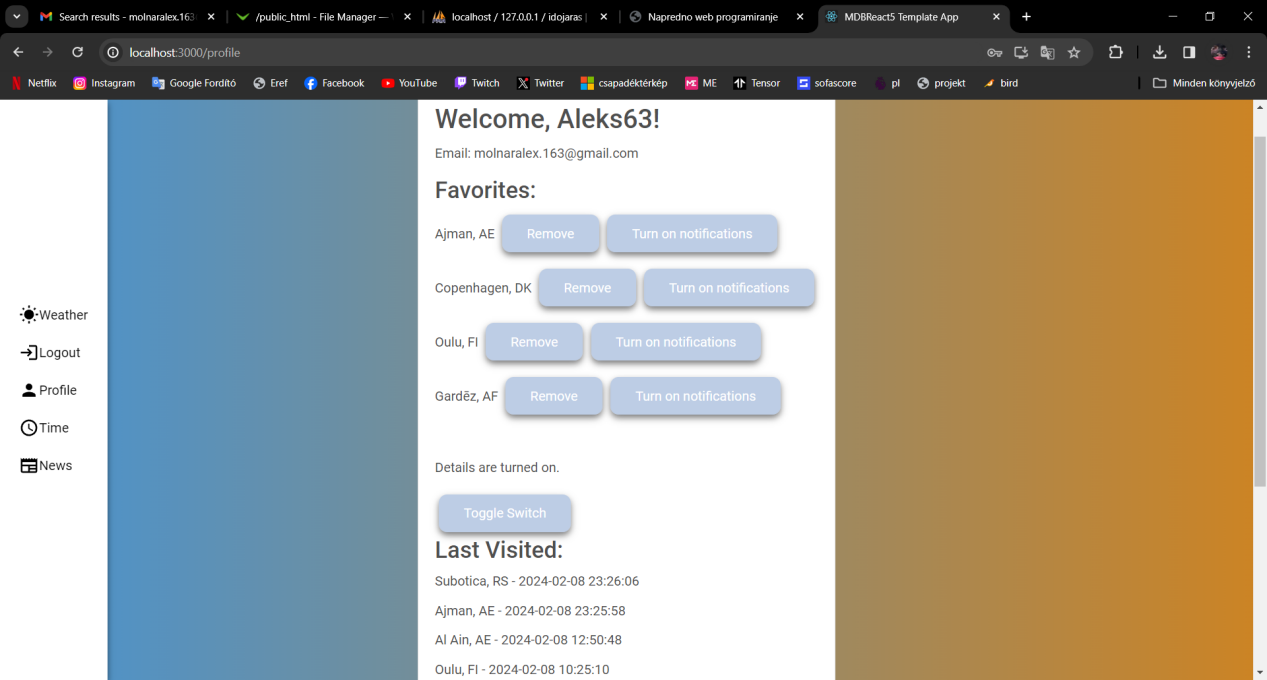 Search results - molnaralex.163
/public_html - File Manager —
localhost / 127.0.0.1 / idojaras |
Napredno web programiranje
MDBReact5 Template App
localhost:3000/profile
Netflix Instagram Google Fordító Eref Facebook YouTube Twitch Twitter csapadéktérkép ME ME Tensor sofascore pl projekt bird Minden könyvjelző
Weather
Logout
Profile
Time
News
Welcome, Aleks63!
Email: molnaralex.163@gmail.com
Favorites:
Ajman, AE Remove Turn on notifications
Copenhagen, DK Remove Turn on notifications
Oulu, FI Remove Turn on notifications
Gardēz, AF Remove Turn on notifications
Details are turned on.
Toggle Switch
Last Visited:
Subotica, RS - 2024-02-08 23:26:06
Ajman, AE - 2024-02-08 23:25:58
Al Ain, AE - 2024-02-08 12:50:48
Oulu, FI - 2024-02-08 10:25:10